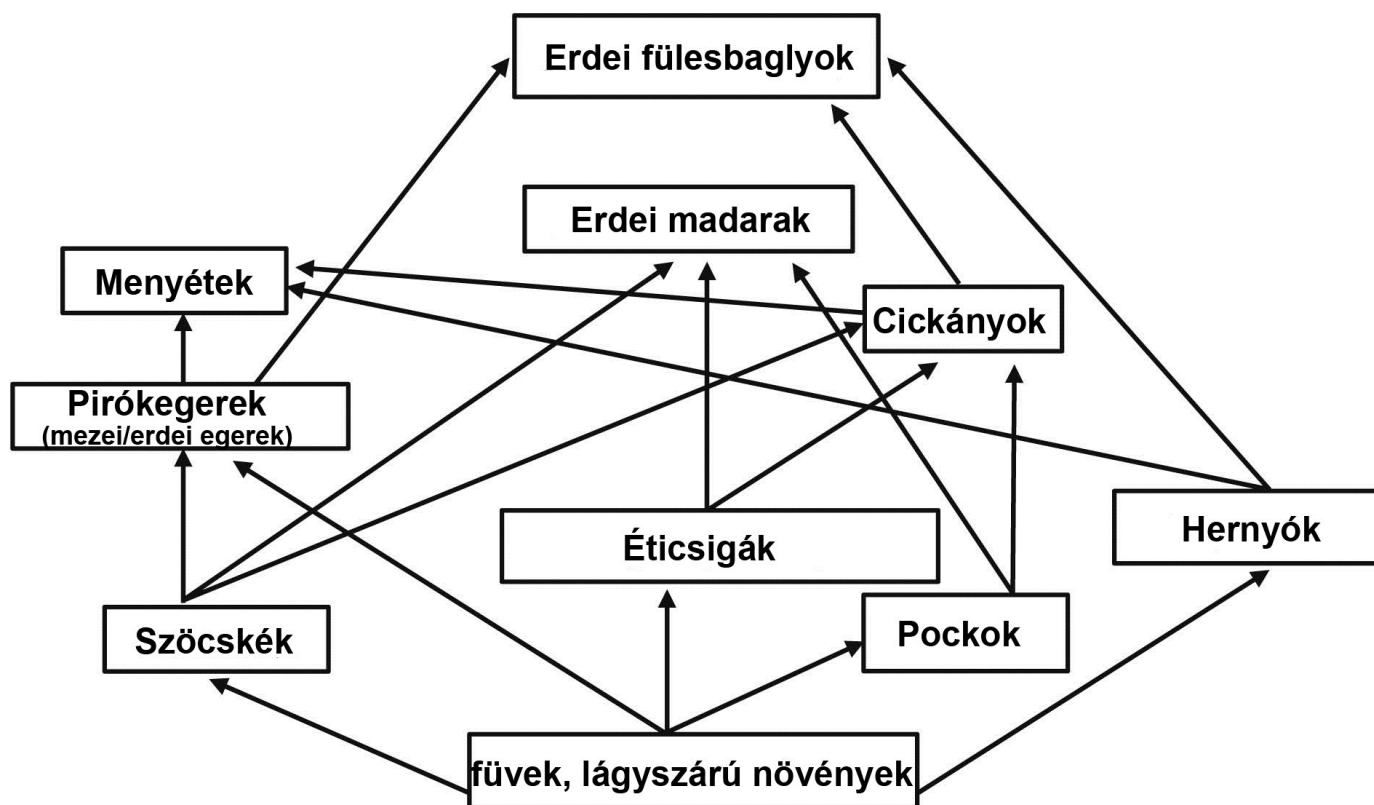 Erdei fülesbaglyok
Erdei madarak
Menyétek
Cickányok
Pirókegerek
(mezei/erdei egerek)
Éticsigák
Hernyók
Szöcskék
Pockok
füvek, lágyszárú növények